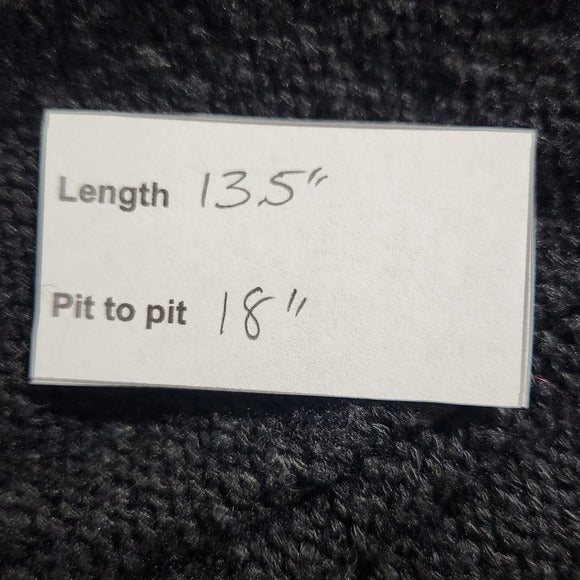 Length 13.5"
Pit to pit 18"